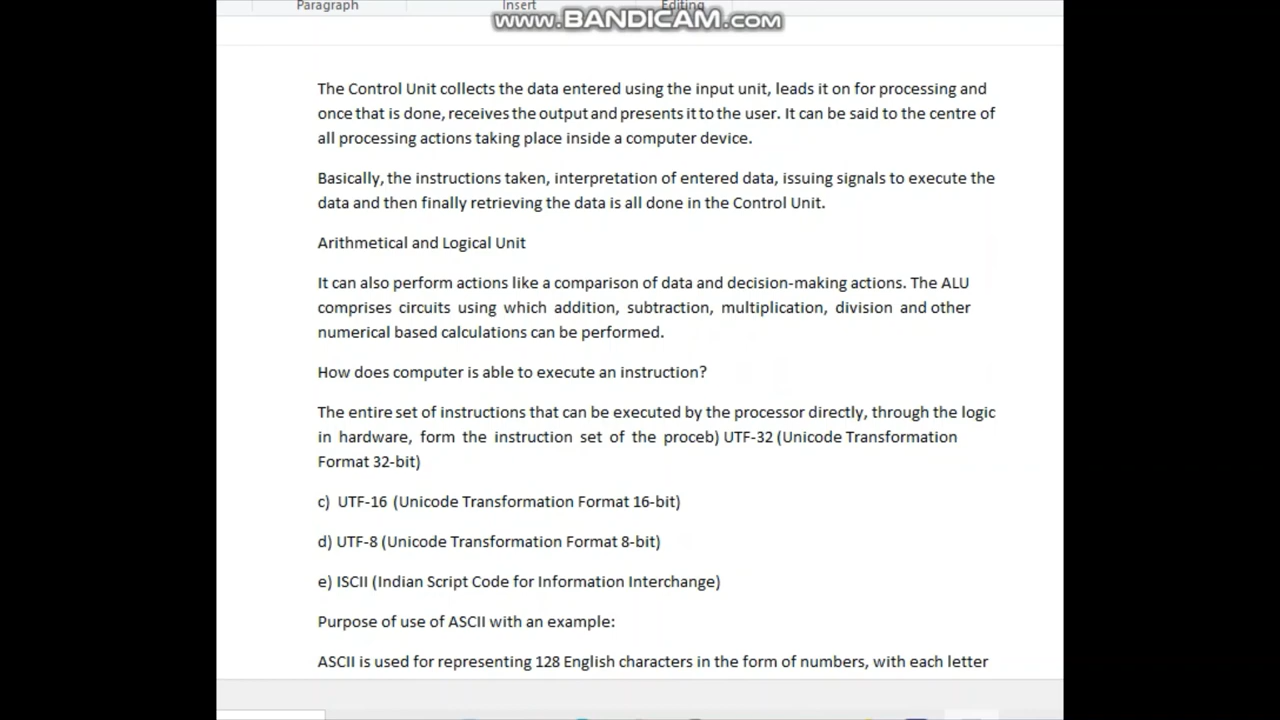 Paragraph Insert Editing
www.BANDICAM.com
The Control Unit collects the data entered using the input unit, leads it on for processing and
once that is done, receives the output and presents it to the user. It can be said to the centre of
all processing actions taking place inside a computer device.
Basically, the instructions taken, interpretation of entered data, issuing signals to execute the
data and then finally retrieving the data is all done in the Control Unit.
Arithmetical and Logical Unit
It can also perform actions like a comparison of data and decision-making actions. The ALU
comprises circuits using which addition, subtraction, multiplication, division and other
numerical based calculations can be performed.
How does computer is able to execute an instruction?
The entire set of instructions that can be executed by the processor directly, through the logic
in hardware, form the instruction set of the proceb) UTF-32 (Unicode Transformation
Format 32-bit)
c) UTF-16 (Unicode Transformation Format 16-bit)
d) UTF-8 (Unicode Transformation Format 8-bit)
e) ISCII (Indian Script Code for Information Interchange)
Purpose of use of ASCII with an example:
ASCII is used for representing 128 English characters in the form of numbers, with each letter